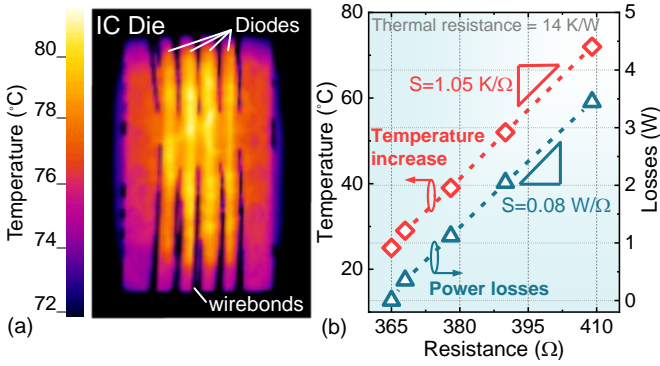 IC Die
Diodes
wirebonds
80
78
76
74
72
Temperature (°C)
(a)
Thermal resistance = 14 K/W
S=1.05 K/Ω
Temperature
increase
S=0.08 W/Ω
Power losses
80
60
40
20
Temperature (°C)
5
4
3
2
1
0
Losses (W)
365
380
395
410
Resistance (Ω)
(b)